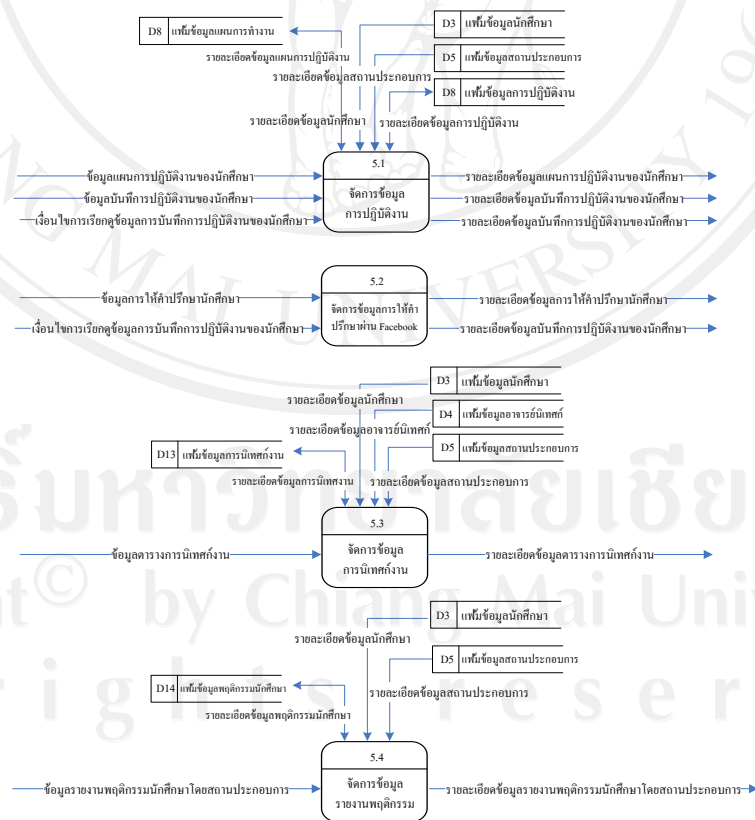 D3 แฟ้มข้อมูลนักศึกษา
D8 แฟ้มข้อมูลแผนการทำงาน
รายละเอียดข้อมูลแผนการปฎิบัติงาน
D5 แฟ้มข้อมูลสถานประกอบการ
รายละเอียดข้อมูลสถานประกอบการ
D8 แฟ้มข้อมูลการปฎิบัติงาน
รายละเอียดข้อมูลนักศึกษา
รายละเอียดข้อมูลการปฎิบัติงาน
5.1
จัดการข้อมูล
การปฎิบัติงาน
ข้อมูลแผนการปฎิบัติงานของนักศึกษา
ข้อมูลบันทึกการปฎิบัติงานของนักศึกษา
เงื่อนไขการเรียกดูข้อมูลการบันทึกการปฎิบัติงานของนักศึกษา
รายละเอียดข้อมูลแผนการปฎิบัติงานของนักศึกษา
รายละเอียดข้อมูลบันทึกการปฎิบัติงานของนักศึกษา
รายละเอียดข้อมูลบันทึกการปฎิบัติงานของนักศึกษา
5.2
จัดการข้อมูลการให้คำ
ปรึกษาผ่าน Facebook
ข้อมูลการให้คำปรึกษานักศึกษา
เงื่อนไขการเรียกดูข้อมูลการบันทึกการปฎิบัติงานของนักศึกษา
รายละเอียดข้อมูลการให้คำปรึกษานักศึกษา
รายละเอียดข้อมูลบันทึกการปฎิบัติงานของนักศึกษา
D3 แฟ้มข้อมูลนักศึกษา
รายละเอียดข้อมูลนักศึกษา
D4 แฟ้มข้อมูลอาจารย์นิเทศก์
รายละเอียดข้อมูลอาจารย์นิเทศก์
D5 แฟ้มข้อมูลสถานประกอบการ
D13 แฟ้มข้อมูลการนิเทศก์งาน
รายละเอียดข้อมูลการนิเทศงาน
รายละเอียดข้อมูลสถานประกอบการ
5.3
จัดการข้อมูล
การนิเทศก์งาน
ข้อมูลตารางการนิเทศก์งาน
รายละเอียดข้อมูลตารางการนิเทศก์งาน
D3 แฟ้มข้อมูลนักศึกษา
รายละเอียดข้อมูลนักศึกษา
D5 แฟ้มข้อมูลสถานประกอบการ
D14 แฟ้มข้อมูลพฤติกรรมนักศึกษา
รายละเอียดข้อมูลสถานประกอบการ
รายละเอียดข้อมูลพฤติกรรมนักศึกษา
5.4
จัดการข้อมูล
รายงานพฤติกรรม
ข้อมูลรายงานพฤติกรรมนักศึกษาโดยสถานประกอบการ
รายละเอียดข้อมูลรายงานพฤติกรรมนักศึกษาโดยสถานประกอบการ
NG MAI UNIVERSITY 196
ธิ์มหาวิทยาลัยเชีย
ht© by Chiang Mai Univ
rights reser